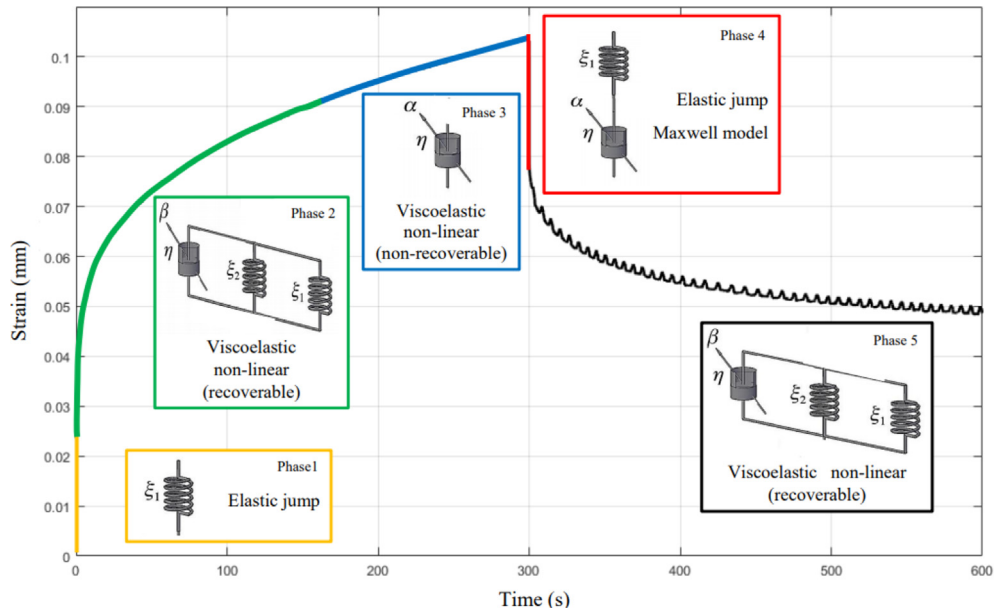 0.1
0.09
0.08
0.07
0.06
0.05
0.04
0.03
0.02
0.01
0
Strain (mm)
0
100
200
300
400
500
600
Time (s)
Phase1
ξ1
Elastic jump
Phase 2
β
η
ξ2
ξ1
Viscoelastic
non-linear
(recoverable)
Phase 3
α
η
Viscoelastic
non-linear
(non-recoverable)
Phase 4
ξ1
α
η
Elastic jump
Maxwell model
Phase 5
β
η
ξ2
ξ1
Viscoelastic non-linear
(recoverable)